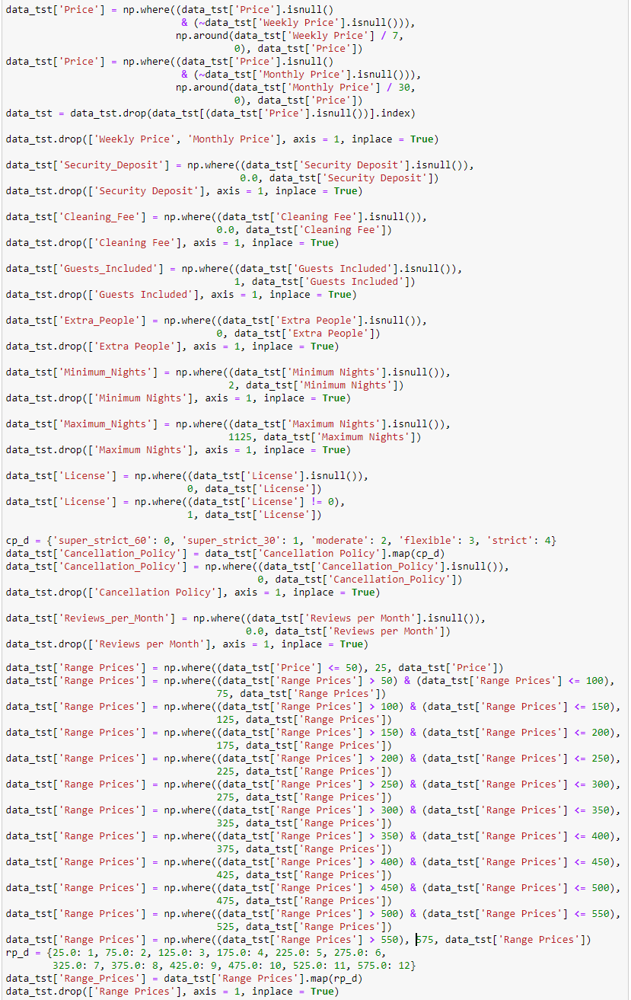 data_tst['Price'] = np.where((data_tst['Price'].isnull()
                              & (~data_tst['Weekly Price'].isnull())),
                             np.around(data_tst['Weekly Price'] / 7,
                                       0), data_tst['Price'])
data_tst['Price'] = np.where((data_tst['Price'].isnull()
                              & (~data_tst['Monthly Price'].isnull())),
                             np.around(data_tst['Monthly Price'] / 30,
                                       0), data_tst['Price'])
data_tst = data_tst.drop(data_tst[(data_tst['Price'].isnull())].index)

data_tst.drop(['Weekly Price', 'Monthly Price'], axis = 1, inplace = True)

data_tst['Security_Deposit'] = np.where((data_tst['Security Deposit'].isnull()),
                                        0.0, data_tst['Security Deposit'])
data_tst.drop(['Security Deposit'], axis = 1, inplace = True)

data_tst['Cleaning_Fee'] = np.where((data_tst['Cleaning Fee'].isnull()),
                                    0.0, data_tst['Cleaning Fee'])
data_tst.drop(['Cleaning Fee'], axis = 1, inplace = True)

data_tst['Guests_Included'] = np.where((data_tst['Guests Included'].isnull()),
                                       1, data_tst['Guests Included'])
data_tst.drop(['Guests Included'], axis = 1, inplace = True)

data_tst['Extra_People'] = np.where((data_tst['Extra People'].isnull()),
                                    0, data_tst['Extra People'])
data_tst.drop(['Extra People'], axis = 1, inplace = True)

data_tst['Minimum_Nights'] = np.where((data_tst['Minimum Nights'].isnull()),
                                      2, data_tst['Minimum Nights'])
data_tst.drop(['Minimum Nights'], axis = 1, inplace = True)

data_tst['Maximum_Nights'] = np.where((data_tst['Maximum Nights'].isnull()),
                                      1125, data_tst['Maximum Nights'])
data_tst.drop(['Maximum Nights'], axis = 1, inplace = True)

data_tst['License'] = np.where((data_tst['License'].isnull()),
                               0, data_tst['License'])
data_tst['License'] = np.where((data_tst['License'] != 0),
                               1, data_tst['License'])

cp_d = {'super_strict_60': 0, 'super_strict_30': 1, 'moderate': 2, 'flexible': 3, 'strict': 4}
data_tst['Cancellation_Policy'] = data_tst['Cancellation Policy'].map(cp_d)
data_tst['Cancellation_Policy'] = np.where((data_tst['Cancellation_Policy'].isnull()),
                                           0, data_tst['Cancellation_Policy'])
data_tst.drop(['Cancellation Policy'], axis = 1, inplace = True)

data_tst['Reviews_per_Month'] = np.where((data_tst['Reviews per Month'].isnull()),
                                         0.0, data_tst['Reviews per Month'])
data_tst.drop(['Reviews per Month'], axis = 1, inplace = True)

data_tst['Range Prices'] = np.where((data_tst['Price'] <= 50), 25, data_tst['Price'])
data_tst['Range Prices'] = np.where((data_tst['Range Prices'] > 50) & (data_tst['Range Prices'] <= 100),
                                    75, data_tst['Range Prices'])
data_tst['Range Prices'] = np.where((data_tst['Range Prices'] > 100) & (data_tst['Range Prices'] <= 150),
                                    125, data_tst['Range Prices'])
data_tst['Range Prices'] = np.where((data_tst['Range Prices'] > 150) & (data_tst['Range Prices'] <= 200),
                                    175, data_tst['Range Prices'])
data_tst['Range Prices'] = np.where((data_tst['Range Prices'] > 200) & (data_tst['Range Prices'] <= 250),
                                    225, data_tst['Range Prices'])
data_tst['Range Prices'] = np.where((data_tst['Range Prices'] > 250) & (data_tst['Range Prices'] <= 300),
                                    275, data_tst['Range Prices'])
data_tst['Range Prices'] = np.where((data_tst['Range Prices'] > 300) & (data_tst['Range Prices'] <= 350),
                                    325, data_tst['Range Prices'])
data_tst['Range Prices'] = np.where((data_tst['Range Prices'] > 350) & (data_tst['Range Prices'] <= 400),
                                    375, data_tst['Range Prices'])
data_tst['Range Prices'] = np.where((data_tst['Range Prices'] > 400) & (data_tst['Range Prices'] <= 450),
                                    425, data_tst['Range Prices'])
data_tst['Range Prices'] = np.where((data_tst['Range Prices'] > 450) & (data_tst['Range Prices'] <= 500),
                                    475, data_tst['Range Prices'])
data_tst['Range Prices'] = np.where((data_tst['Range Prices'] > 500) & (data_tst['Range Prices'] <= 550),
                                    525, data_tst['Range Prices'])
data_tst['Range Prices'] = np.where((data_tst['Range Prices'] > 550), 575, data_tst['Range Prices'])
rp_d = {25.0: 1, 75.0: 2, 125.0: 3, 175.0: 4, 225.0: 5, 275.0: 6,
        325.0: 7, 375.0: 8, 425.0: 9, 475.0: 10, 525.0: 11, 575.0: 12}
data_tst['Range_Prices'] = data_tst['Range Prices'].map(rp_d)
data_tst.drop(['Range Prices'], axis = 1, inplace = True)